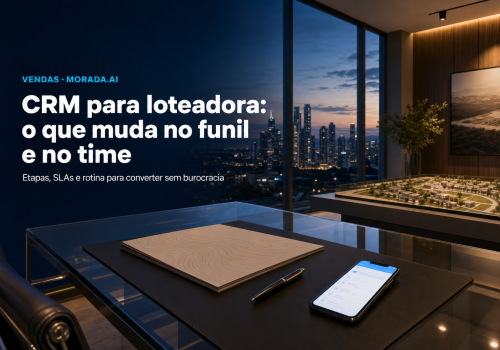 VENDAS · MORADA.AI
CRM para loteadora:
o que muda no funil
e no time
Etapas, SLAs e rotina para converter sem burocracia